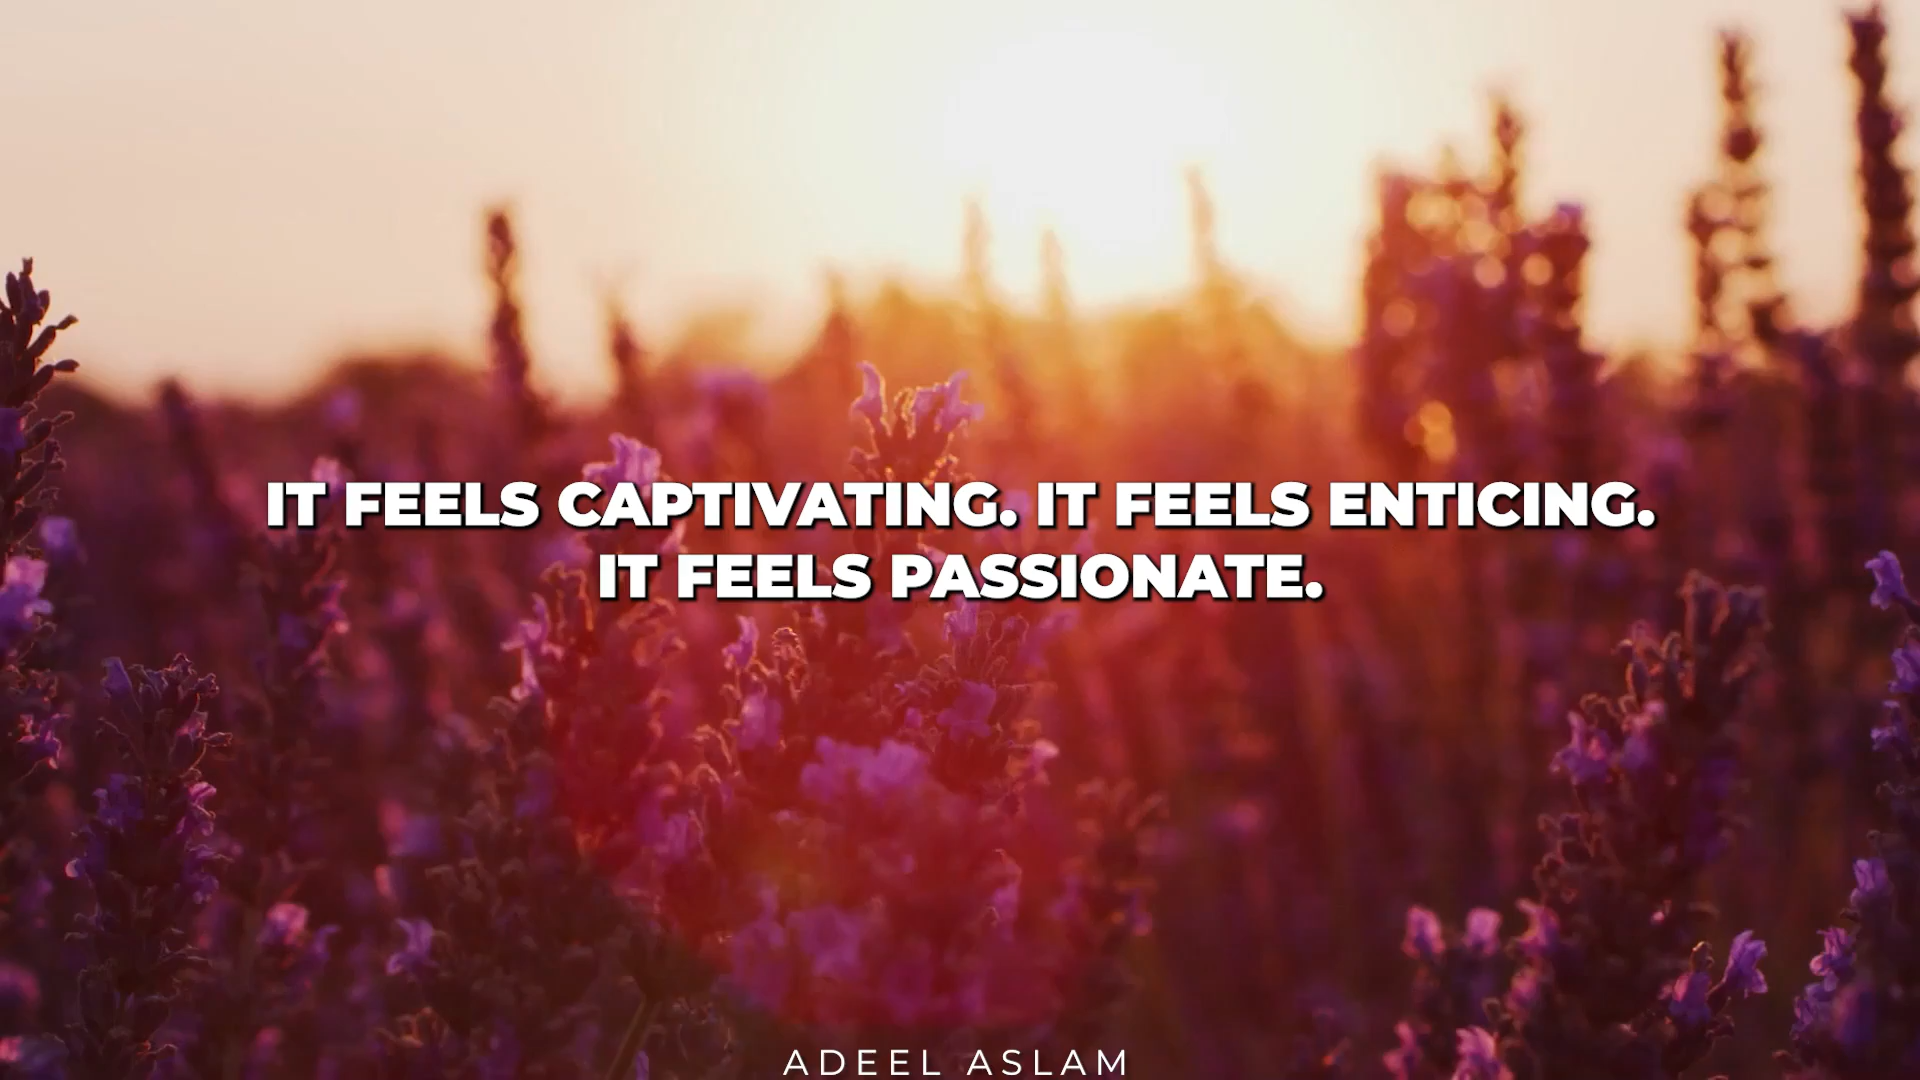 IT FEELS CAPTIVATING. IT FEELS ENTICING.
IT FEELS PASSIONATE.
ADEEL ASLAM